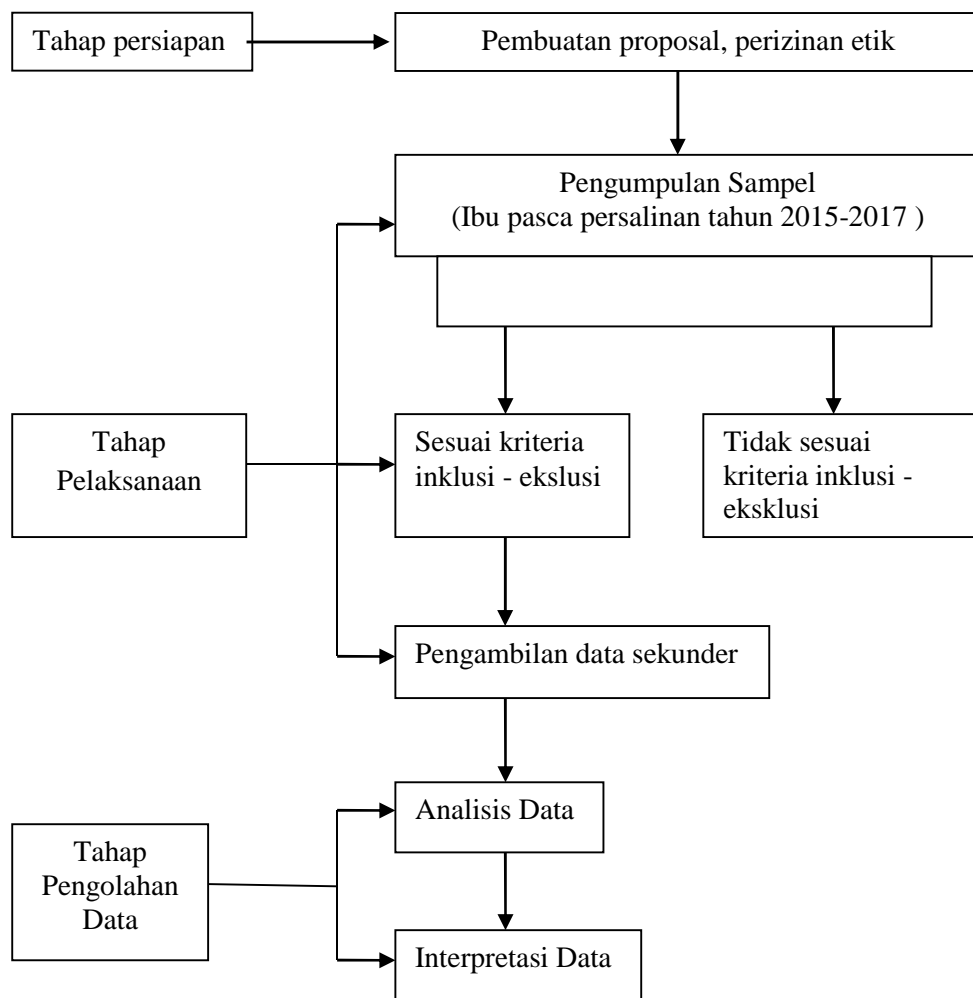 Tahap persiapan
Pembuatan proposal, perizinan etik
Pengumpulan Sampel
(Ibu pasca persalinan tahun 2015-2017 )
Tahap
Pelaksanaan
Sesuai kriteria
inklusi - ekslusi
Tidak sesuai
kriteria inklusi -
eksklusi
Pengambilan data sekunder
Tahap
Pengolahan
Data
Analisis Data
Interpretasi Data